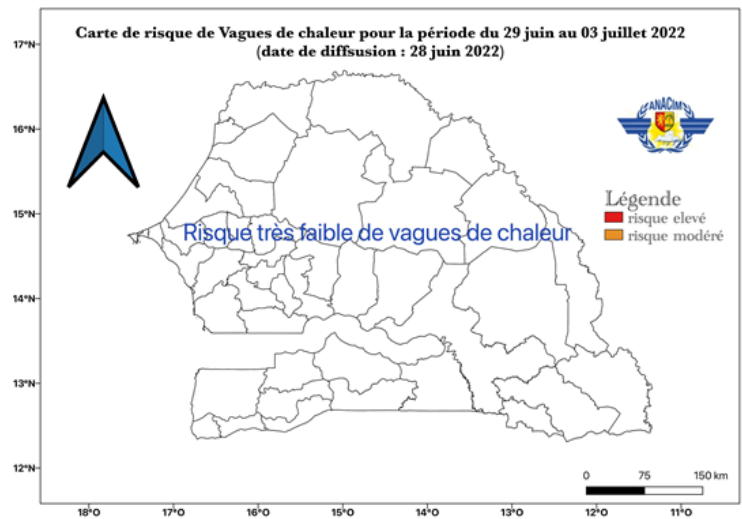 Carte de risque de Vagues de chaleur pour la période du 29 juin au 03 juillet 2022
(date de diffsusion : 28 juin 2022)
17°N
16°N
ANACIM
Légende
risque elevé
risque modéré
15°N
Risque très faible de vagues de chaleur
14°N
13°N
12°N
0 75 150 km
18°O 17°O 16°O 15°O 14°O 13°O 12°O 11°O